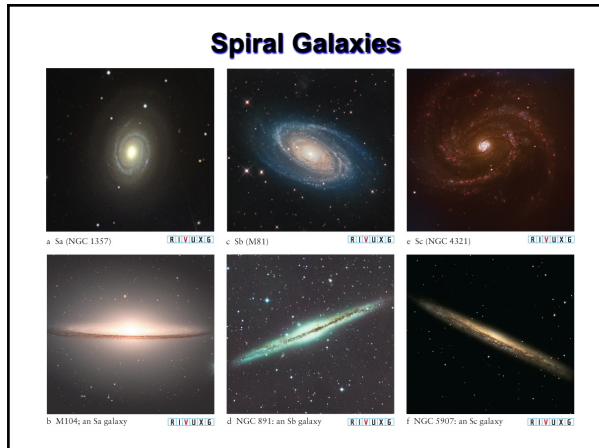 Spiral Galaxies
a Sa (NGC 1357) R I V U X G
c Sb (M81) R I V U X G
e Sc (NGC 4321) R I V U X G
b M104; an Sa galaxy R I V U X G
d NGC 891: an Sb galaxy R I V U X G
f NGC 5907: an Sc galaxy R I V U X G